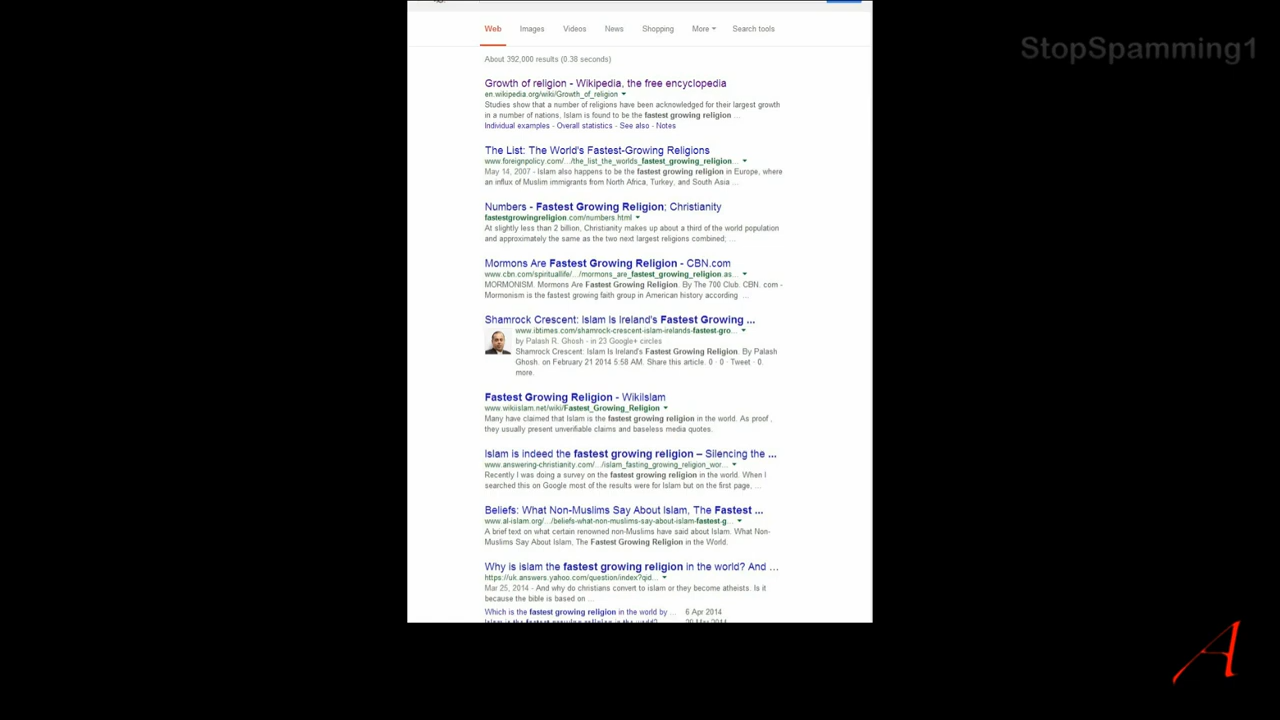 StopSpamming1
Web Images Videos News Shopping More Search tools
About 392,000 results (0.38 seconds)
Growth of religion - Wikipedia, the free encyclopedia
en.wikipedia.org/wiki/Growth_of_religion
Studies show that a number of religions have been acknowledged for their largest growth
in a number of nations, Islam is found to be the fastest growing religion ...
Individual examples - Overall statistics - See also - Notes
The List: The World's Fastest-Growing Religions
www.foreignpolicy.com/.../the_list_the_worlds_fastest_growing_religion...
May 14, 2007 - Islam also happens to be the fastest growing religion in Europe, where
an influx of Muslim immigrants from North Africa, Turkey, and South Asia ...
Numbers - Fastest Growing Religion; Christianity
fastestgrowingreligion.com/numbers.html
At slightly less than 2 billion, Christianity makes up about a third of the world population
and approximately the same as the two next largest religions combined; ...
Mormons Are Fastest Growing Religion - CBN.com
www.cbn.com/spirituallife/.../mormons_are_fastest_growing_religion.as...
MORMONISM. Mormons Are Fastest Growing Religion. By The 700 Club. CBN. com -
Mormonism is the fastest growing faith group in American history according ...
Shamrock Crescent: Islam Is Ireland's Fastest Growing ...
www.ibtimes.com/shamrock-crescent-islam-irelands-fastest-gro...
by Palash R. Ghosh - in 23 Google+ circles
Shamrock Crescent: Islam Is Ireland's Fastest Growing Religion. By Palash
Ghosh. on February 21 2014 5:58 AM. Share this article. 0 · 0 · Tweet · 0.
more.
Fastest Growing Religion - WikiIslam
www.wikiislam.net/wiki/Fastest_Growing_Religion
Many have claimed that Islam is the fastest growing religion in the world. As proof ,
they usually present unverifiable claims and baseless media quotes.
Islam is indeed the fastest growing religion – Silencing the ...
www.answering-christianity.com/.../islam_fasting_growing_religion_wor...
Recently I was doing a survey on the fastest growing religion in the world. When I
searched this on Google most of the results were for Islam but on the first page, ...
Beliefs: What Non-Muslims Say About Islam, The Fastest ...
www.al-islam.org/.../beliefs-what-non-muslims-say-about-islam-fastest-g...
A brief text on what certain renowned non-Muslims have said about Islam. What Non-
Muslims Say About Islam, The Fastest Growing Religion in the World.
Why is islam the fastest growing religion in the world? And ...
https://uk.answers.yahoo.com/question/index?qid...
Mar 25, 2014 - And why do christians convert to islam or they become atheists. Is it
because the bible is based on ...
Which is the fastest growing religion in the world by ... 6 Apr 2014
A